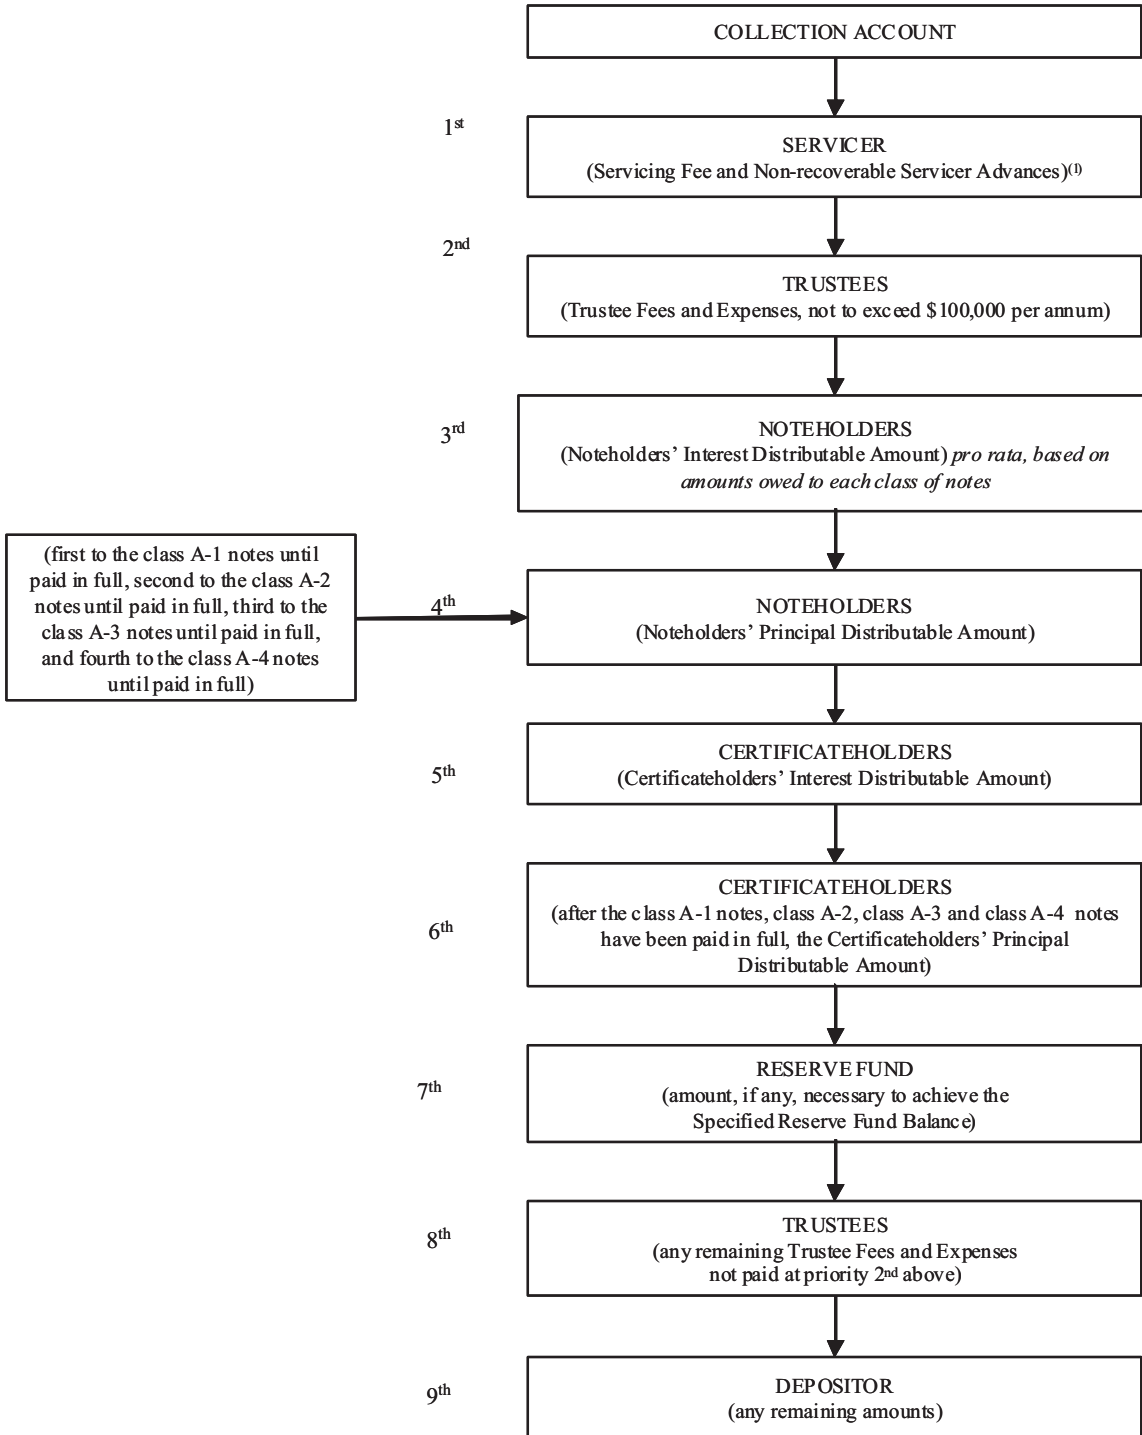 COLLECTION ACCOUNT
1st
SERVICER
(Servicing Fee and Non-recoverable Servicer Advances)(1)
2nd
TRUSTEES
(Trustee Fees and Expenses, not to exceed $100,000 per annum)
3rd
NOTEHOLDERS
(Noteholders’ Interest Distributable Amount) pro rata, based on
amounts owed to each class of notes
(first to the class A-1 notes until
paid in full, second to the class A-2
notes until paid in full, third to the
class A-3 notes until paid in full,
and fourth to the class A-4 notes
until paid in full)
4th
NOTEHOLDERS
(Noteholders’ Principal Distributable Amount)
5th
CERTIFICATEHOLDERS
(Certificateholders’ Interest Distributable Amount)
6th
CERTIFICATEHOLDERS
(after the class A-1 notes, class A-2, class A-3 and class A-4 notes
have been paid in full, the Certificateholders’ Principal
Distributable Amount)
7th
RESERVE FUND
(amount, if any, necessary to achieve the
Specified Reserve Fund Balance)
8th
TRUSTEES
(any remaining Trustee Fees and Expenses
not paid at priority 2nd above)
9th
DEPOSITOR
(any remaining amounts)